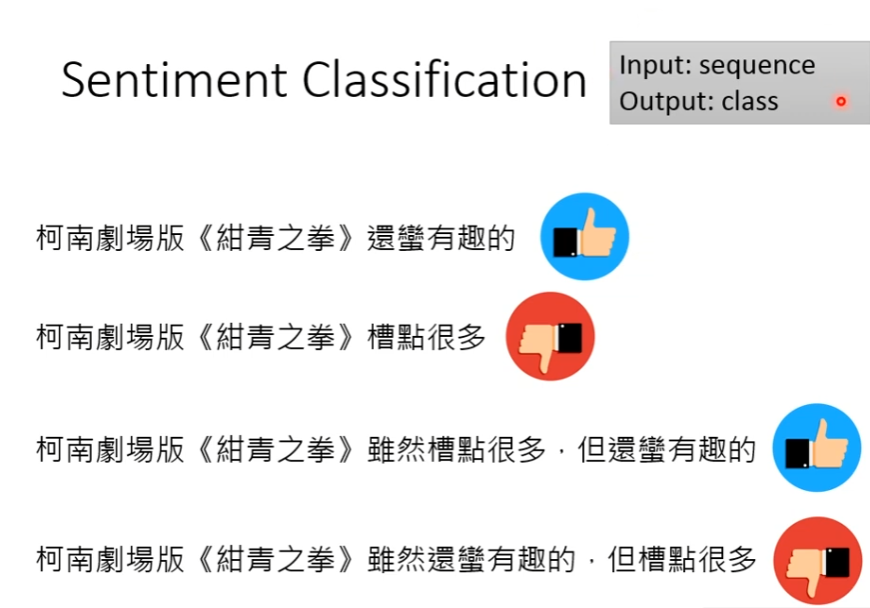 Sentiment Classification
Input: sequence
Output: class
柯南劇場版《紺青之拳》還蠻有趣的
柯南劇場版《紺青之拳》槽點很多
柯南劇場版《紺青之拳》雖然槽點很多，但還蠻有趣的
柯南劇場版《紺青之拳》雖然還蠻有趣的，但槽點很多